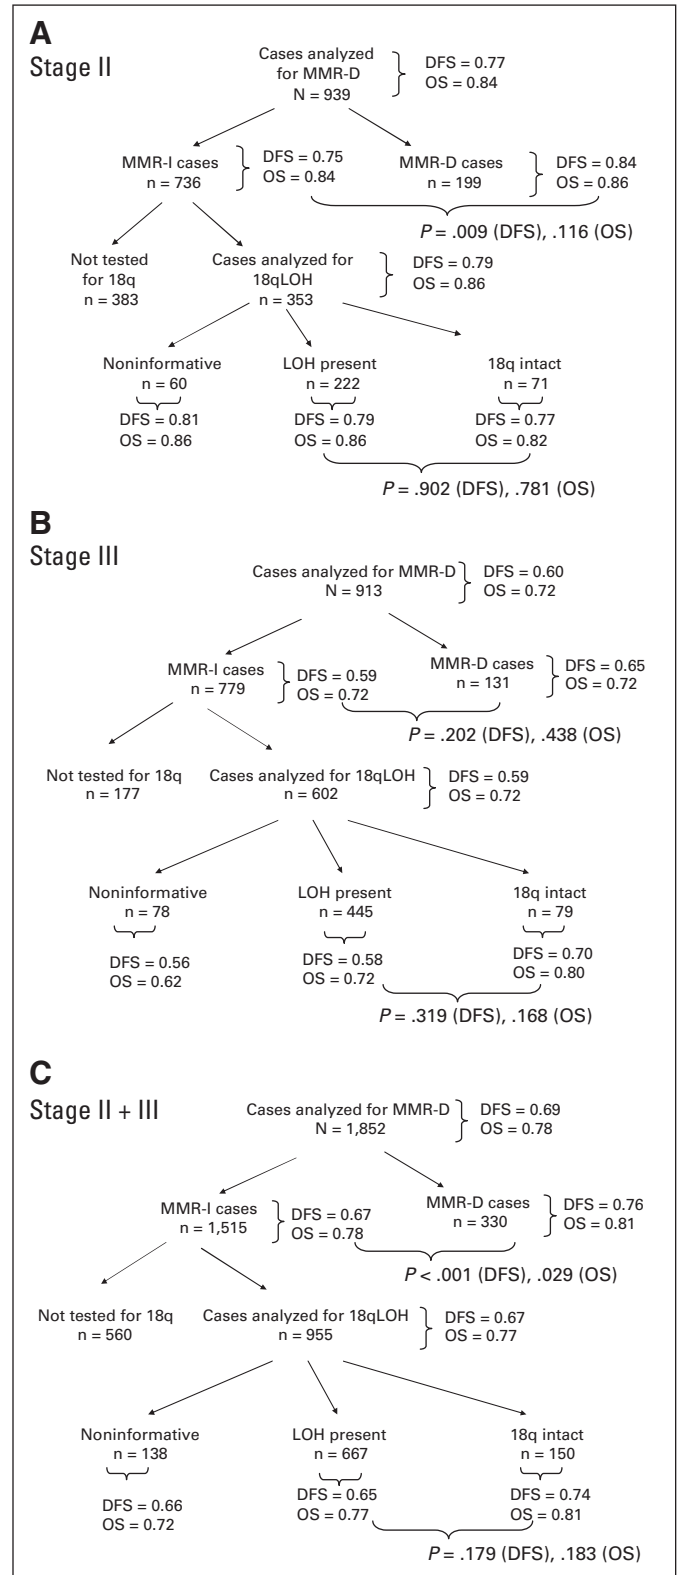 A
Stage II
Cases analyzed
for MMR-D
N = 939
DFS = 0.77
OS = 0.84
MMR-I cases
n = 736
DFS = 0.75
OS = 0.84
MMR-D cases
n = 199
DFS = 0.84
OS = 0.86
P = .009 (DFS), .116 (OS)
Not tested
for 18q
n = 383
Cases analyzed for
18qLOH
n = 353
DFS = 0.79
OS = 0.86
Noninformative
n = 60
DFS = 0.81
OS = 0.86
LOH present
n = 222
DFS = 0.79
OS = 0.86
18q intact
n = 71
DFS = 0.77
OS = 0.82
P = .902 (DFS), .781 (OS)
B
Stage III
Cases analyzed for MMR-D
N = 913
DFS = 0.60
OS = 0.72
MMR-I cases
n = 779
DFS = 0.59
OS = 0.72
MMR-D cases
n = 131
DFS = 0.65
OS = 0.72
P = .202 (DFS), .438 (OS)
Not tested for 18q
n = 177
Cases analyzed for 18qLOH
n = 602
DFS = 0.59
OS = 0.72
Noninformative
n = 78
DFS = 0.56
OS = 0.62
LOH present
n = 445
DFS = 0.58
OS = 0.72
18q intact
n = 79
DFS = 0.70
OS = 0.80
P = .319 (DFS), .168 (OS)
C
Stage II + III
Cases analyzed for MMR-D
N = 1,852
DFS = 0.69
OS = 0.78
MMR-I cases
n = 1,515
DFS = 0.67
OS = 0.78
MMR-D cases
n = 330
DFS = 0.76
OS = 0.81
P < .001 (DFS), .029 (OS)
Not tested for 18q
n = 560
Cases analyzed for 18qLOH
n = 955
DFS = 0.67
OS = 0.77
Noninformative
n = 138
DFS = 0.66
OS = 0.72
LOH present
n = 667
DFS = 0.65
OS = 0.77
18q intact
n = 150
DFS = 0.74
OS = 0.81
P = .179 (DFS), .183 (OS)